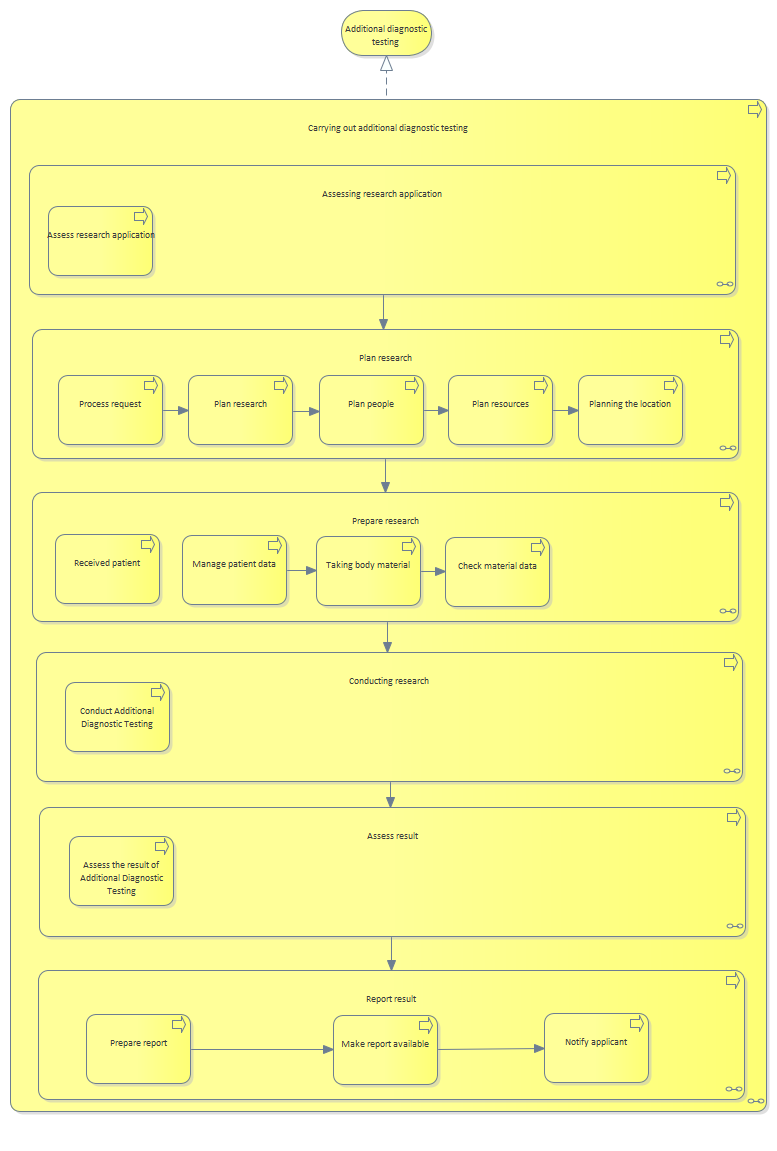 Additional diagnostic
testing
Carrying out additional diagnostic testing
Assessing research application
Assess research application
Plan research
Process request
Plan research
Plan people
Plan resources
Planning the location
Prepare research
Received patient
Manage patient data
Taking body material
Check material data
Conducting research
Conduct Additional
Diagnostic Testing
Assess result
Assess the result of
Additional Diagnostic
Testing
Report result
Prepare report
Make report available
Notify applicant